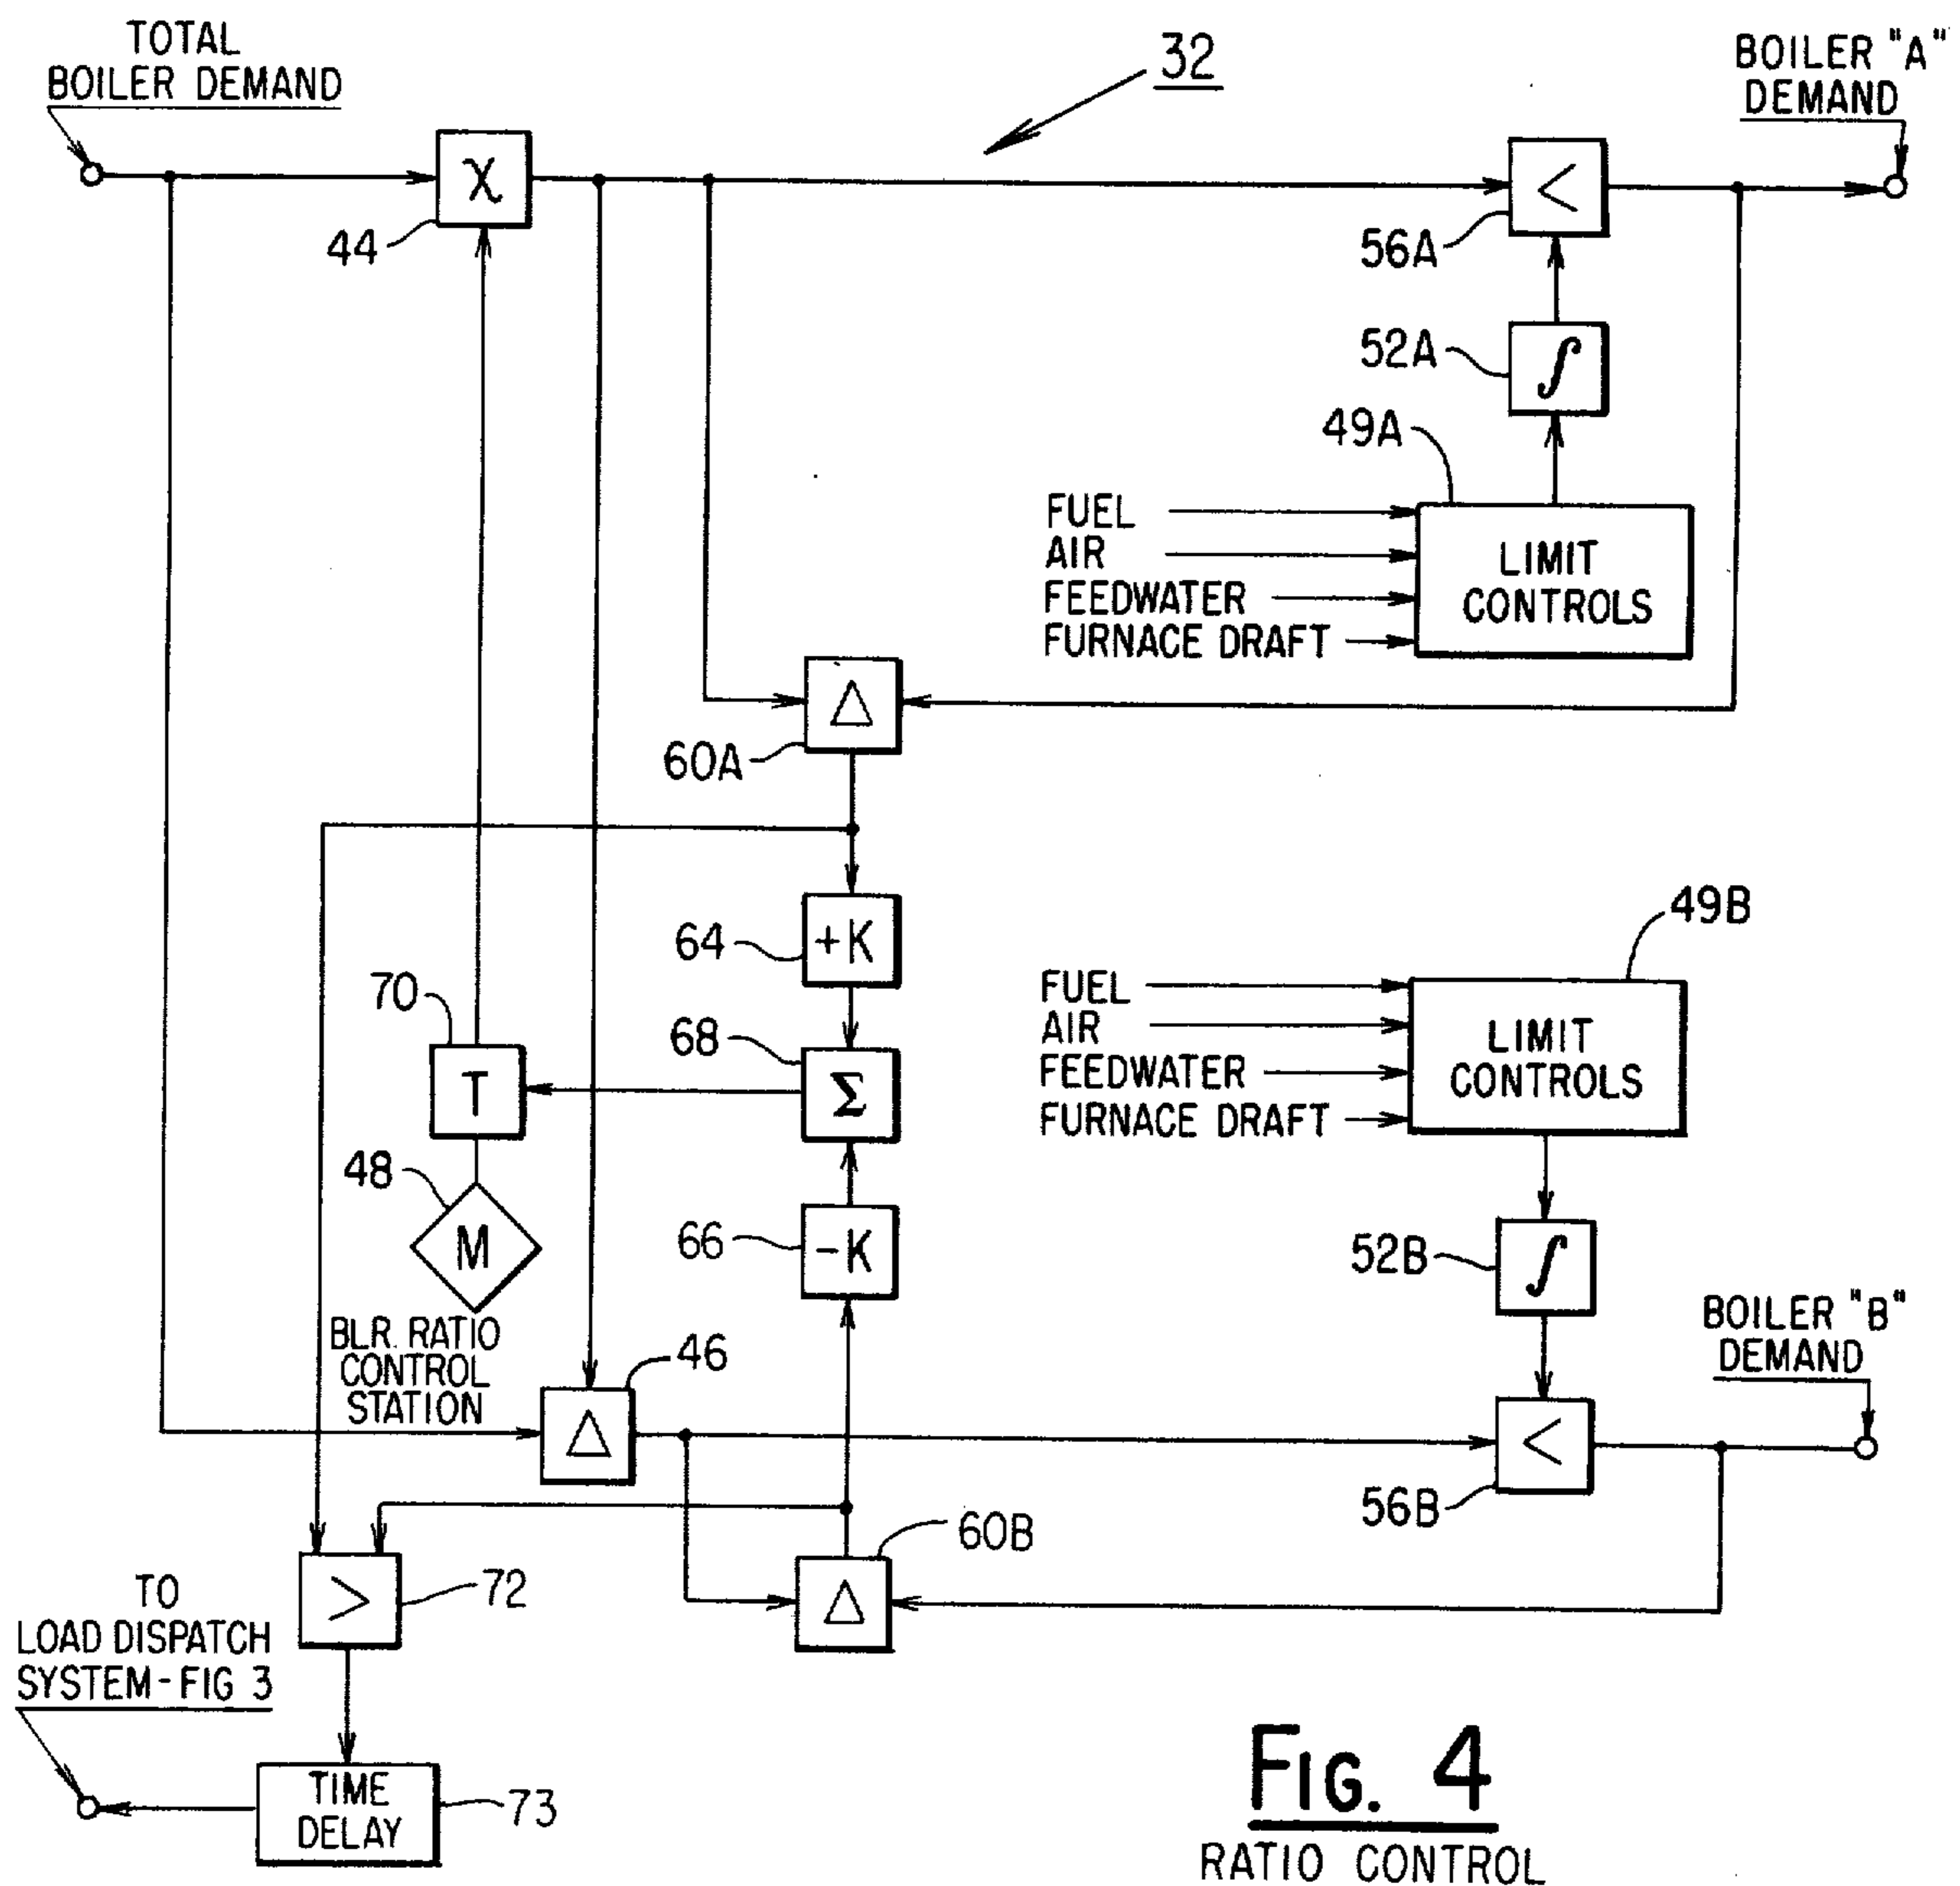 TOTAL
BOILER DEMAND
32
BOILER "A"
DEMAND
X
44
<
56A
52A
∫
49A
FUEL
AIR
FEEDWATER
FURNACE DRAFT
LIMIT
CONTROLS
△
60A
+K
64
49B
70
T
68
Σ
FUEL
AIR
FEEDWATER
FURNACE DRAFT
LIMIT
CONTROLS
48
M
66
-K
52B
∫
BLR. RATIO
CONTROL
STATION
46
△
BOILER "B"
DEMAND
<
56B
60B
△
>
72
TO
LOAD DISPATCH
SYSTEM-FIG 3
TIME
DELAY
73
FIG. 4
RATIO CONTROL